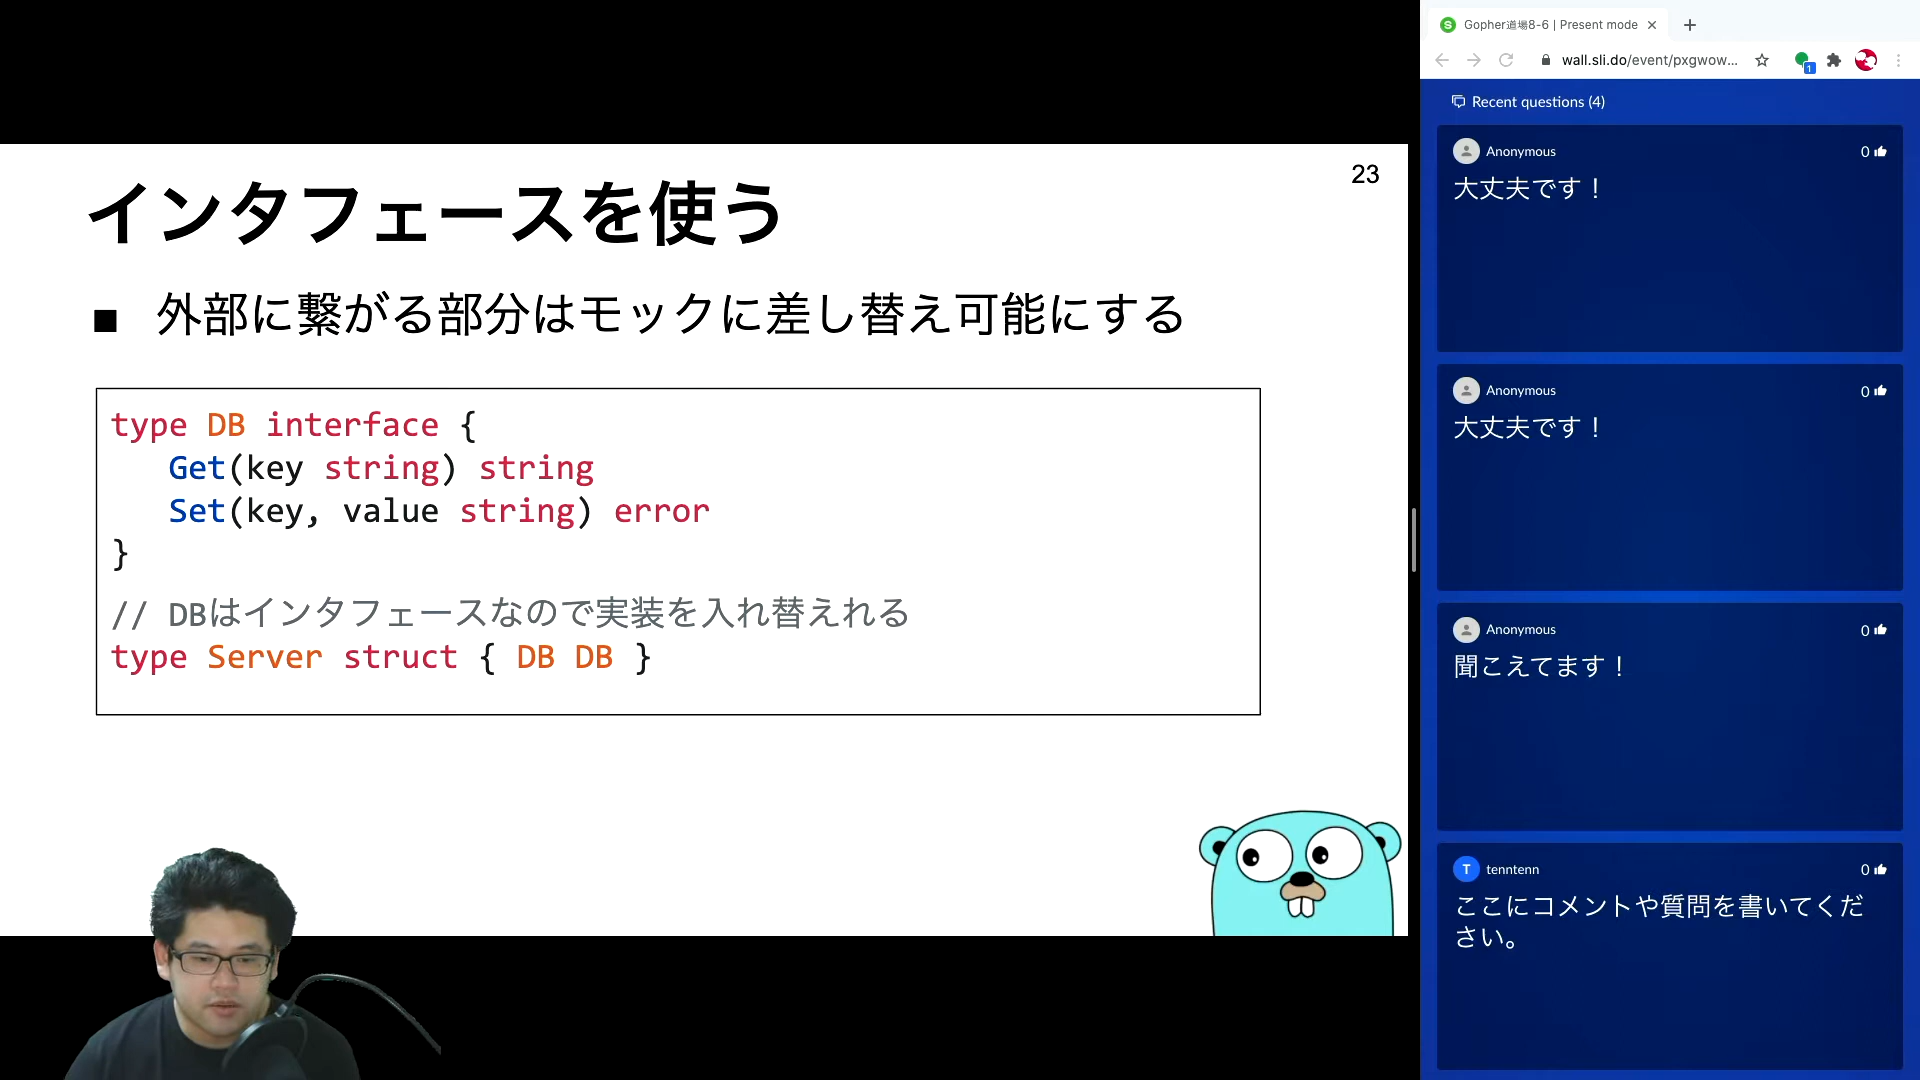 23
インタフェースを使う
■ 外部に繋がる部分はモックに差し替え可能にする
type DB interface {
Get(key string) string
Set(key, value string) error
}
// DBはインタフェースなので実装を入れ替えれる
type Server struct { DB DB }
Gopher道場8-6 | Present mode
wall.sli.do/event/pxgwow...
1
Recent questions (4)
Anonymous
0
大丈夫です！
Anonymous
0
大丈夫です！
Anonymous
0
聞こえてます！
T tenntenn
0
ここにコメントや質問を書いてくだ
さい。